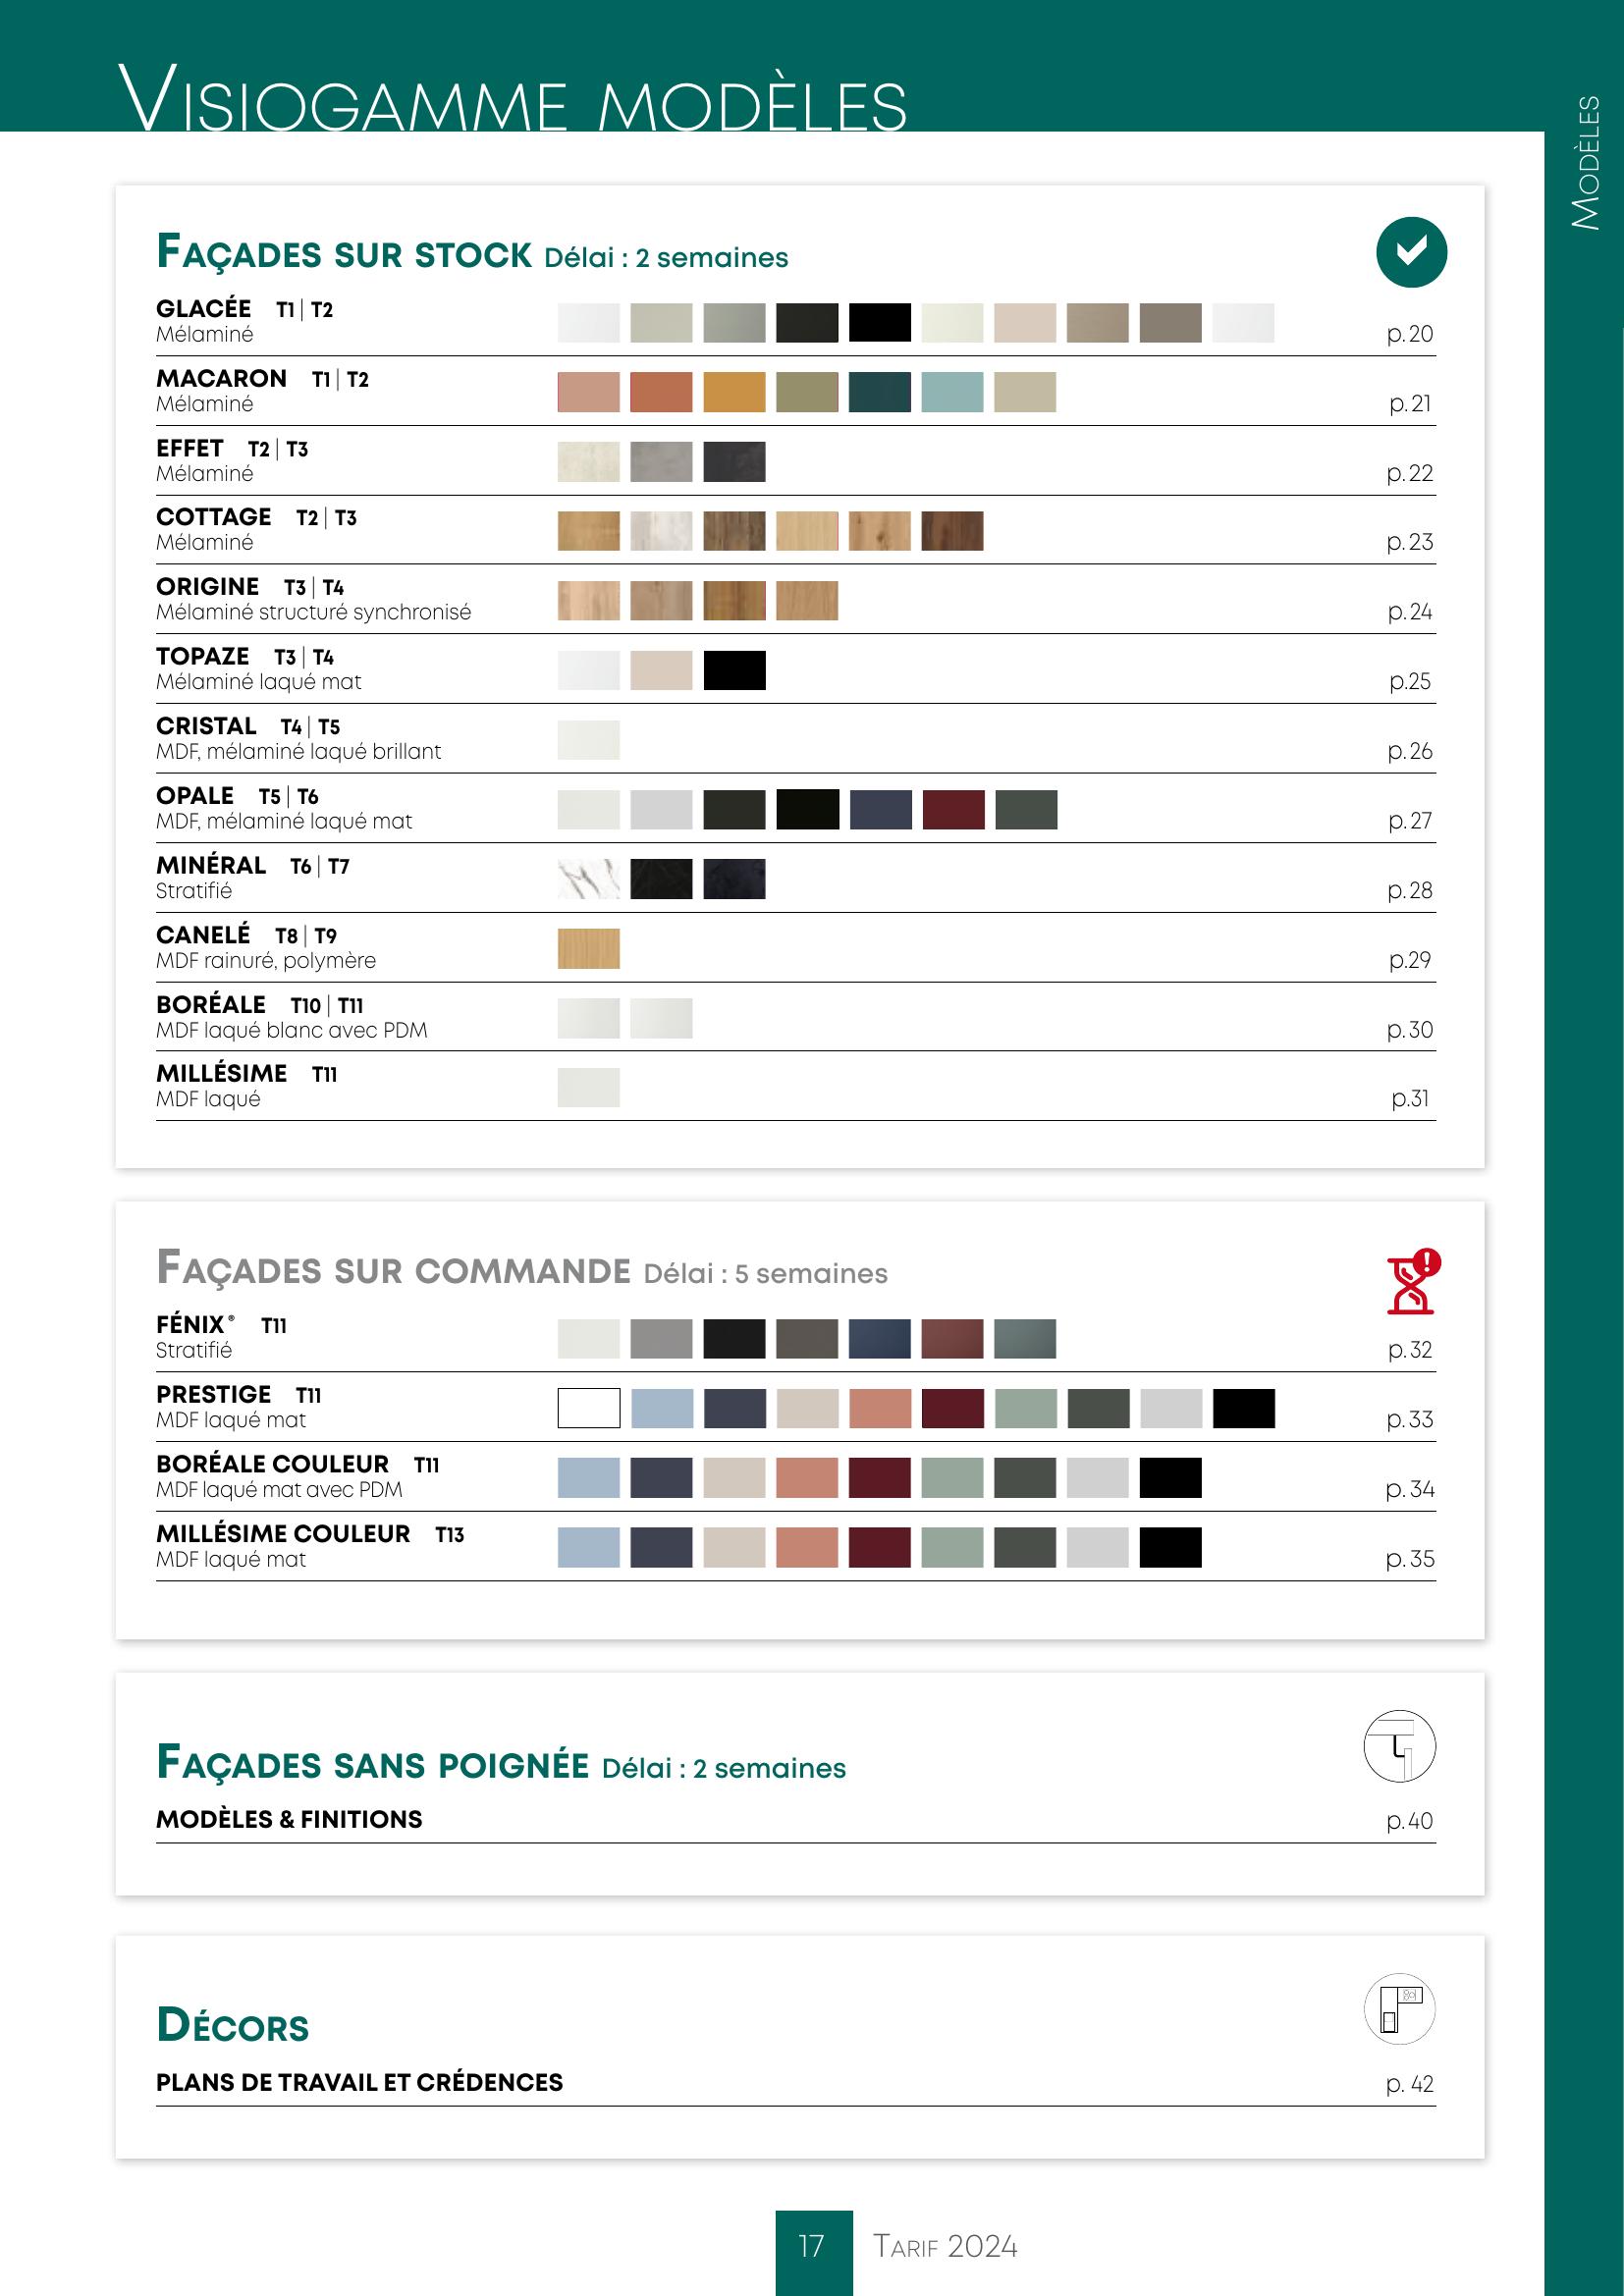 VISIOGAMME MODÈLES
MODÈLES
FAÇADES SUR STOCK Délai : 2 semaines
GLACÉE T1 | T2
Mélaminé
p.20
MACARON T1 | T2
Mélaminé
p.21
EFFET T2 | T3
Mélaminé
p.22
COTTAGE T2 | T3
Mélaminé
p.23
ORIGINE T3 | T4
Mélaminé structuré synchronisé
p.24
TOPAZE T3 | T4
Mélaminé laqué mat
p.25
CRISTAL T4 | T5
MDF, mélaminé laqué brillant
p.26
OPALE T5 | T6
MDF, mélaminé laqué mat
p.27
MINÉRAL T6 | T7
Stratifié
p.28
CANELÉ T8 | T9
MDF rainuré, polymère
p.29
BORÉALE T10 | T11
MDF laqué blanc avec PDM
p.30
MILLÉSIME T11
MDF laqué
p.31
FAÇADES SUR COMMANDE Délai : 5 semaines
FÉNIX® T11
Stratifié
p.32
PRESTIGE T11
MDF laqué mat
p.33
BORÉALE COULEUR T11
MDF laqué mat avec PDM
p.34
MILLÉSIME COULEUR T13
MDF laqué mat
p.35
FAÇADES SANS POIGNÉE Délai : 2 semaines
MODÈLES & FINITIONS
p.40
DÉCORS
PLANS DE TRAVAIL ET CRÉDENCES
p. 42
17 TARIF 2024